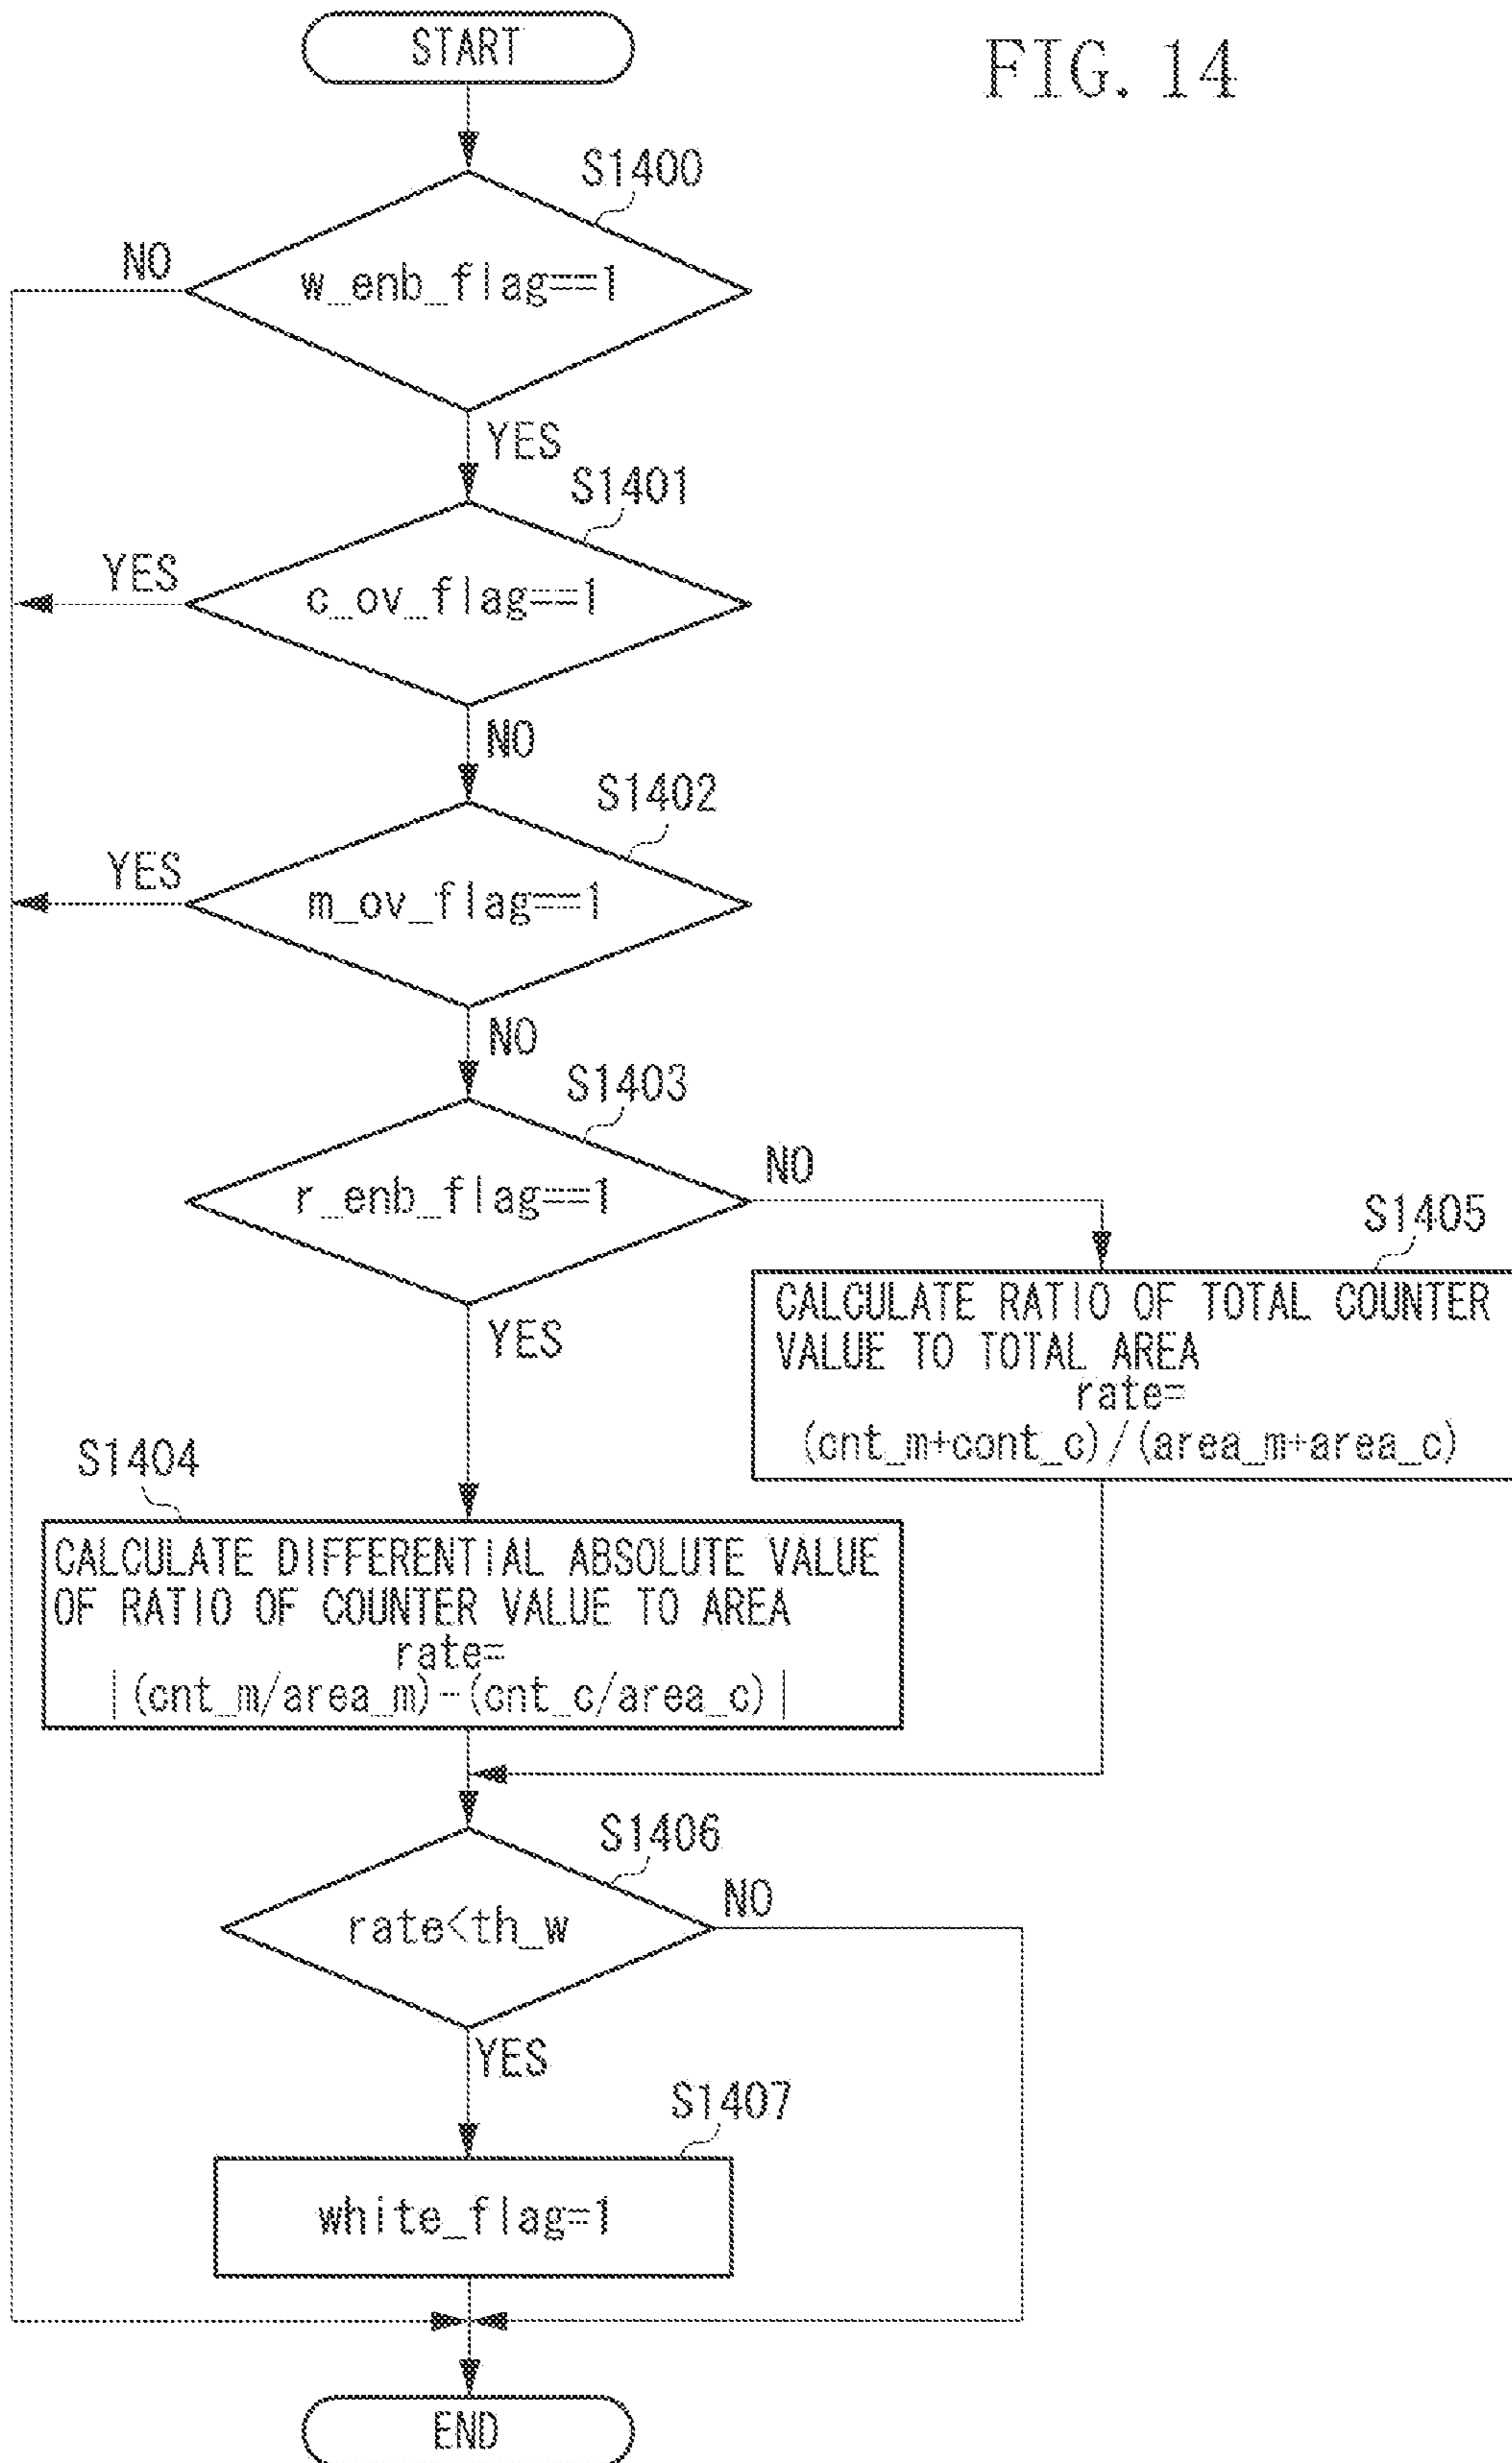 START
FIG. 14
S1400
NO
w_enb_flag==1
YES
S1401
YES
c_ov_flag==1
NO
S1402
YES
m_ov_flag==1
NO
S1403
NO
r_enb_flag==1
S1405
YES
CALCULATE RATIO OF TOTAL COUNTER
VALUE TO TOTAL AREA
rate=
(cnt_m+cont_c)/(area_m+area_c)
S1404
CALCULATE DIFFERENTIAL ABSOLUTE VALUE
OF RATIO OF COUNTER VALUE TO AREA
rate=
|(cnt_m/area_m)-(cnt_c/area_c)|
S1406
NO
rate<th_w
YES
S1407
white_flag=1
END